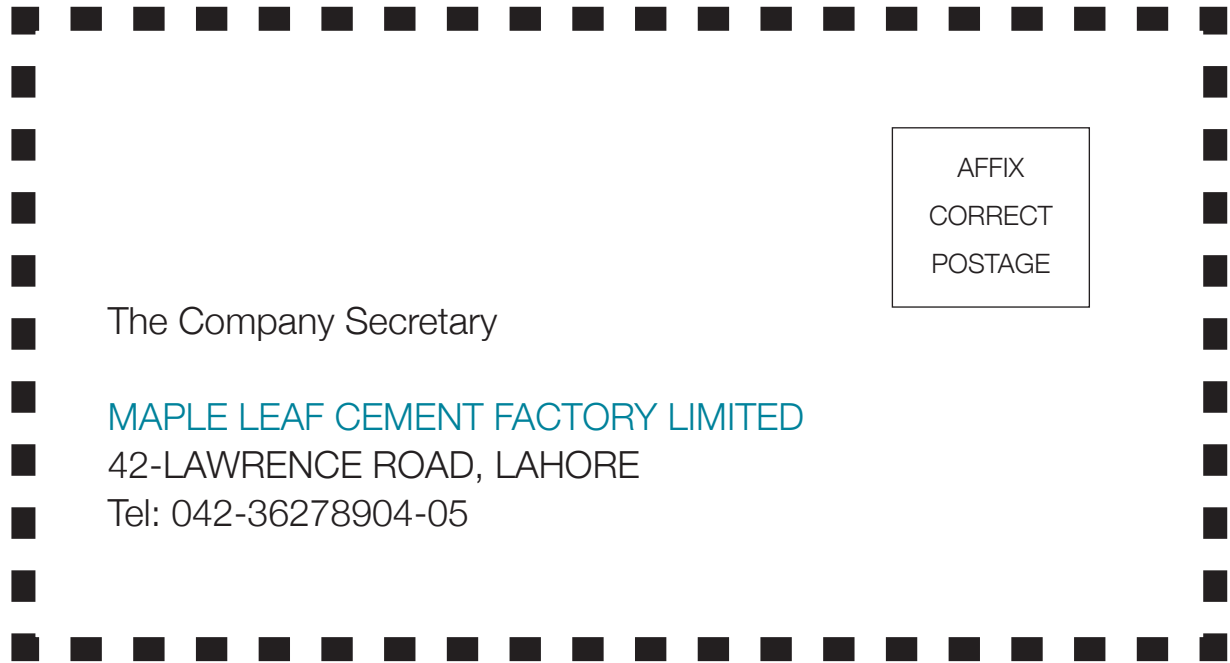 AFFIX
CORRECT
POSTAGE
The Company Secretary
MAPLE LEAF CEMENT FACTORY LIMITED
42-LAWRENCE ROAD, LAHORE
Tel: 042-36278904-05